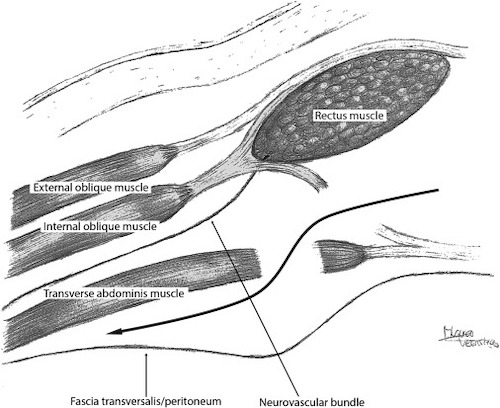 Rectus muscle
External oblique muscle
Internal oblique muscle
Transverse abdominis muscle
Fascia transversalis/peritoneum
Neurovascular bundle